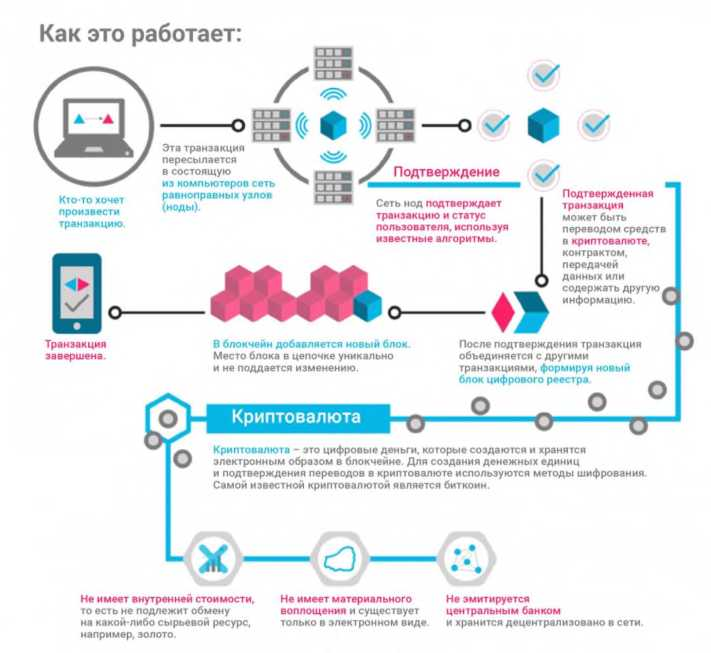 Как это работает:
Кто-то хочет
произвести
транзакцию.
Эта транзакция
пересылается
в состоящую
из компьютеров сеть
равноправных узлов
(ноды).
Подтверждение
Сеть нод подтверждает
транзакцию и статус
пользователя, используя
известные алгоритмы.
Подтвержденная
транзакция
может быть
переводом средств
в криптовалюте,
контрактом,
передачей
данных или
содержать другую
информацию.
После подтверждения транзакция
объединяется с другими
транзакциями, формируя новый
блок цифрового реестра.
В блокчейн добавляется новый блок.
Место блока в цепочке уникально
и не поддается изменению.
Транзакция
завершена.
Криптовалюта
Криптовалюта – это цифровые деньги, которые создаются и хранятся
электронным образом в блокчейне. Для создания денежных единиц
и подтверждения переводов в криптовалюте используются методы шифрования.
Самой известной криптовалютой является биткоин.
Не имеет внутренней стоимости,
то есть не подлежит обмену
на какой-либо сырьевой ресурс,
например, золото.
Не имеет материального
воплощения и существует
только в электронном виде.
Не эмитируется
центральным банком
и хранится децентрализовано в сети.